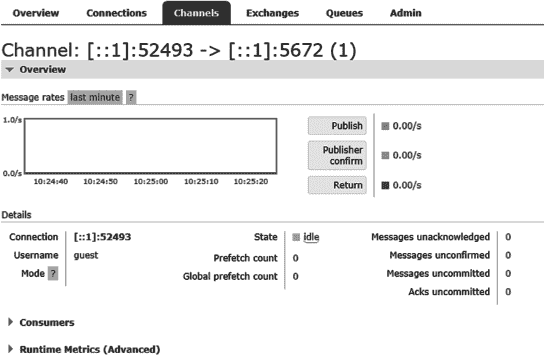 Overview Connections Channels Exchanges Queues Admin
Channel: [::1]:52493 -> [::1]:5672 (1)
Overview
Message rates last minute ?
1.0/s
0.0/s
10:24:40 10:24:50 10:25:00 10:25:10 10:25:20
Publish 0.00/s
Publisher confirm 0.00/s
Return 0.00/s
Details
Connection [::1]:52493
Username guest
Mode ?
State idle
Prefetch count 0
Global prefetch count 0
Messages unacknowledged 0
Messages unconfirmed 0
Messages uncommitted 0
Acks uncommitted 0
Consumers
Runtime Metrics (Advanced)